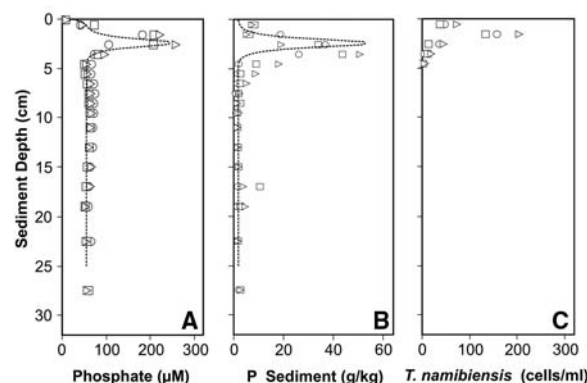 0
5
10
15
20
25
30
Sediment Depth (cm)
A
B
C
0 100 200 300
0 20 40 60
0 100 200 300
Phosphate (µM)
P Sediment (g/kg)
T. namibiensis (cells/ml)